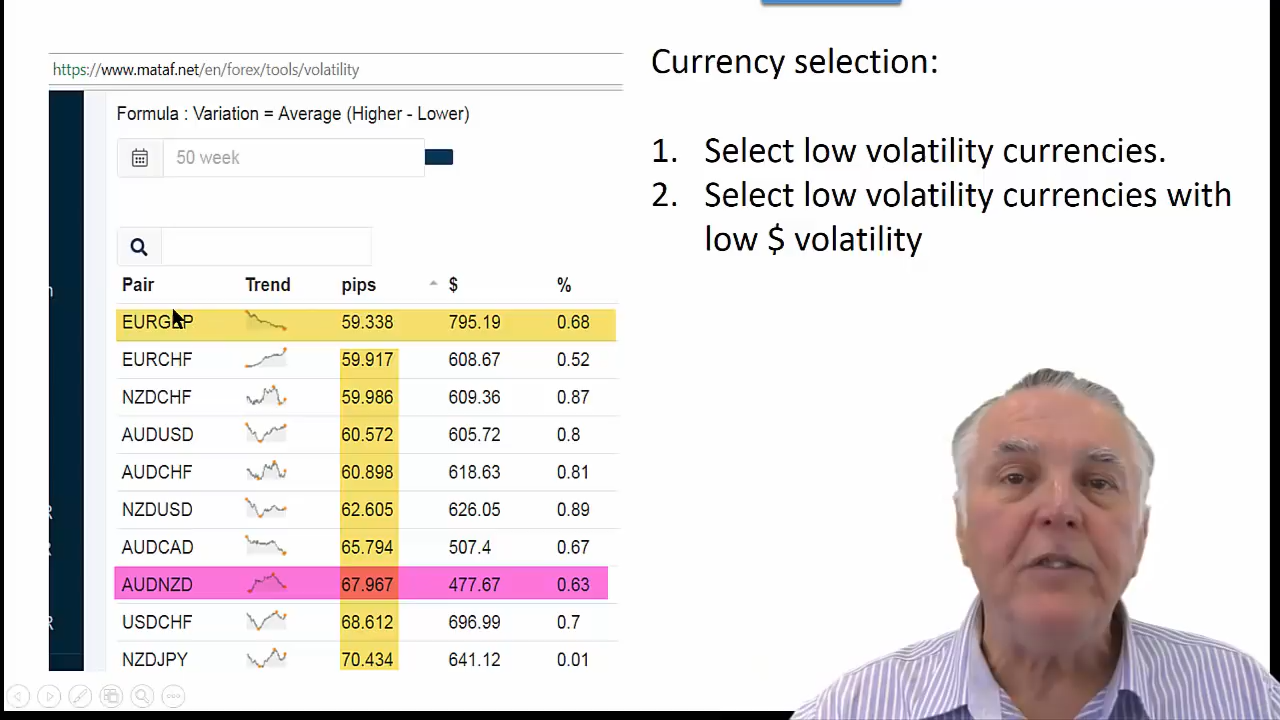 https://www.mataf.net/en/forex/tools/volatility
Formula : Variation = Average (Higher - Lower)
50 week
Pair Trend pips $ %
EURGBP 59.338 795.19 0.68
EURCHF 59.917 608.67 0.52
NZDCHF 59.986 609.36 0.87
AUDUSD 60.572 605.72 0.8
AUDCHF 60.898 618.63 0.81
NZDUSD 62.605 626.05 0.89
AUDCAD 65.794 507.4 0.67
AUDNZD 67.967 477.67 0.63
USDCHF 68.612 696.99 0.7
NZDJPY 70.434 641.12 0.01
Currency selection:
1. Select low volatility currencies.
2. Select low volatility currencies with
low $ volatility